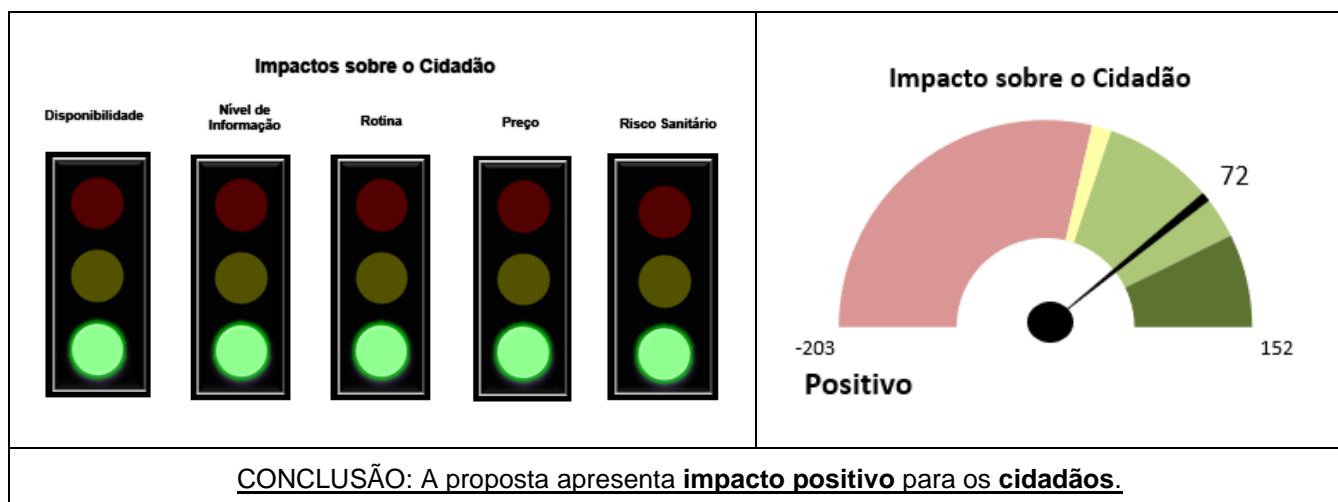 Impactos sobre o Cidadão
Disponibilidade
Nível de
Informação
Rotina
Preço
Risco Sanitário
Impacto sobre o Cidadão
72
-203
152
Positivo
CONCLUSÃO: A proposta apresenta impacto positivo para os cidadãos.